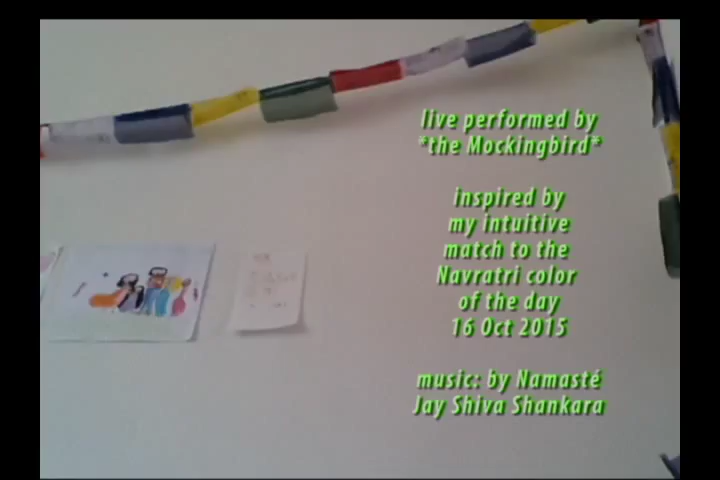 live performed by
*the Mockingbird*
inspired by
my intuitive
match to the
Navratri color
of the day
16 Oct 2015
music: by Namasté
Jay Shiva Shankara